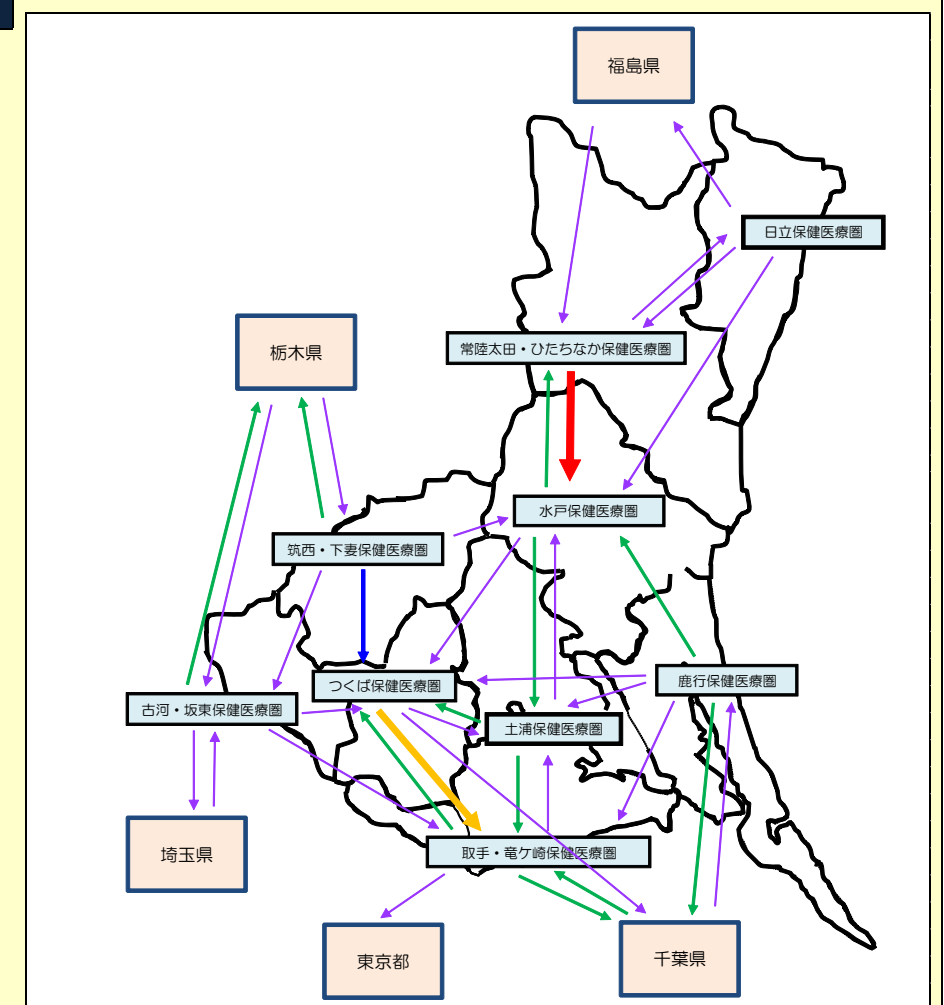 福島県
日立保健医療圏
栃木県
常陸太田・ひたちなか保健医療圏
水戸保健医療圏
筑西・下妻保健医療圏
つくば保健医療圏
鹿行保健医療圏
古河・坂東保健医療圏
土浦保健医療圏
埼玉県
取手・竜ケ崎保健医療圏
東京都
千葉県